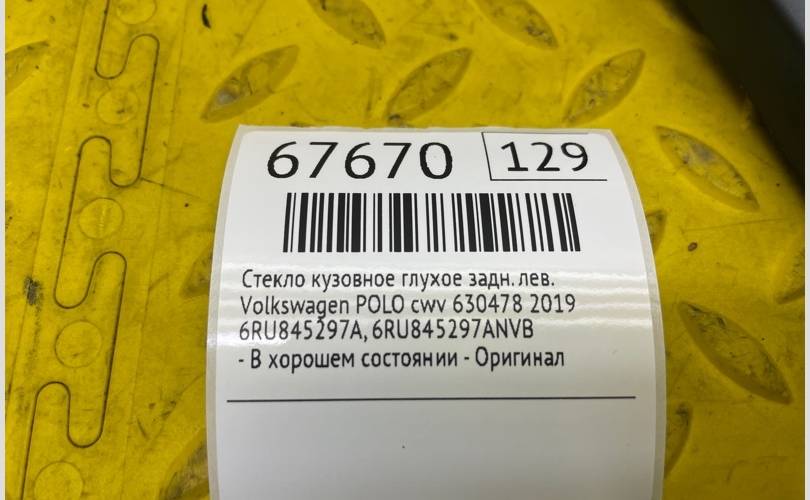 67670 129
Стекло кузовное глухое задн. лев.
Volkswagen POLO cwv 630478 2019
6RU845297A, 6RU845297ANVB
- В хорошем состоянии - Оригинал